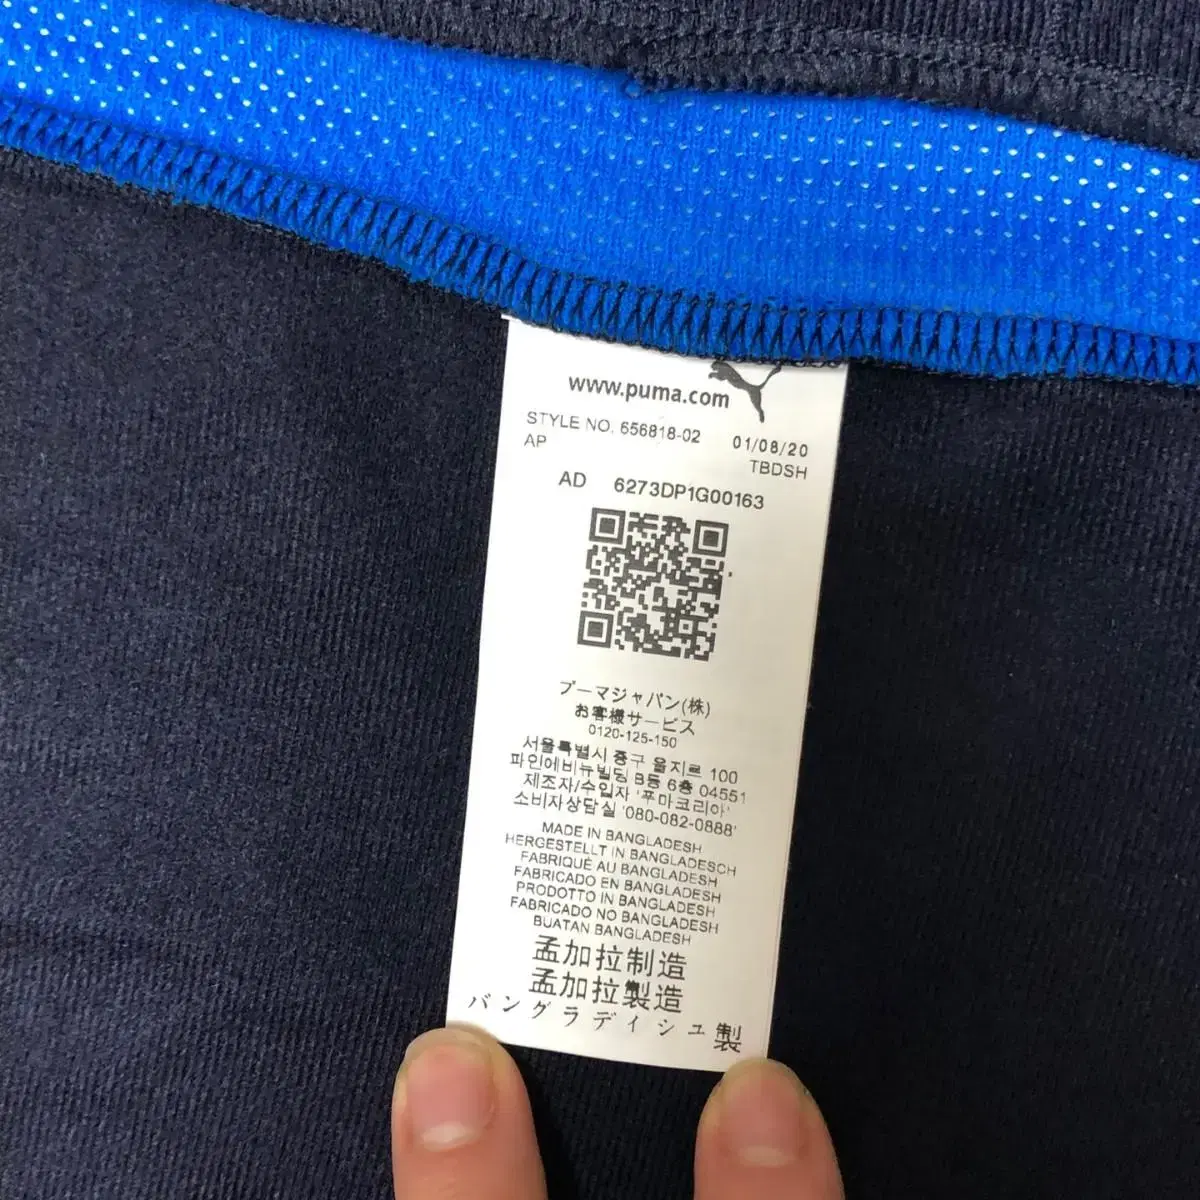 www.puma.com
STYLE NO. 656818-02 01/08/20
AP TBDSH
AD 6273DP1G00163
プーマジャパン(株)
お客様サービス
0120-125-150
서울특별시 중구 을지로 100
파인에비뉴빌딩 B동 6층 04551
제조자/수입자 '푸마코리아'
소비자상담실 '080-082-0888'
MADE IN BANGLADESH
HERGESTELLT IN BANGLADESCH
FABRIQUÉ AU BANGLADESH
FABRICADO EN BANGLADESH
PRODOTTO IN BANGLADESH
FABRICADO NO BANGLADESH
BUATAN BANGLADESH
孟加拉制造
孟加拉製造
バングラディシュ製